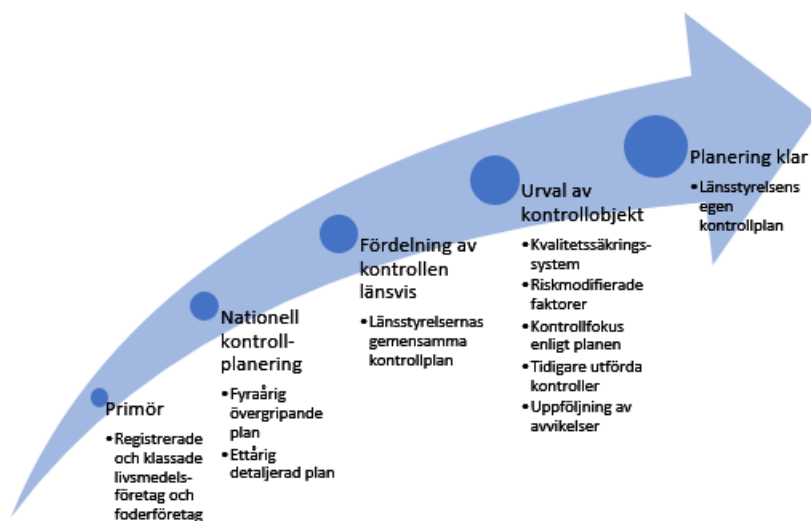 Primör
•Registrerade
och klassade
livsmedels-
företag och
foderföretag
Nationell
kontroll-
planering
•Fyraårig
övergripande
plan
•Ettårig
detaljerad plan
Fördelning av
kontrollen
länsvis
•Länsstyrelsernas
gemensamma
kontrollplan
Urval av
kontrollobjekt
•Kvalitetssäkrings-
system
•Riskmodifierade
faktorer
•Kontrollfokus
enligt planen
•Tidigare utförda
kontroller
•Uppföljning av
avvikelser
Planering klar
•Länsstyrelsens
egen
kontrollplan